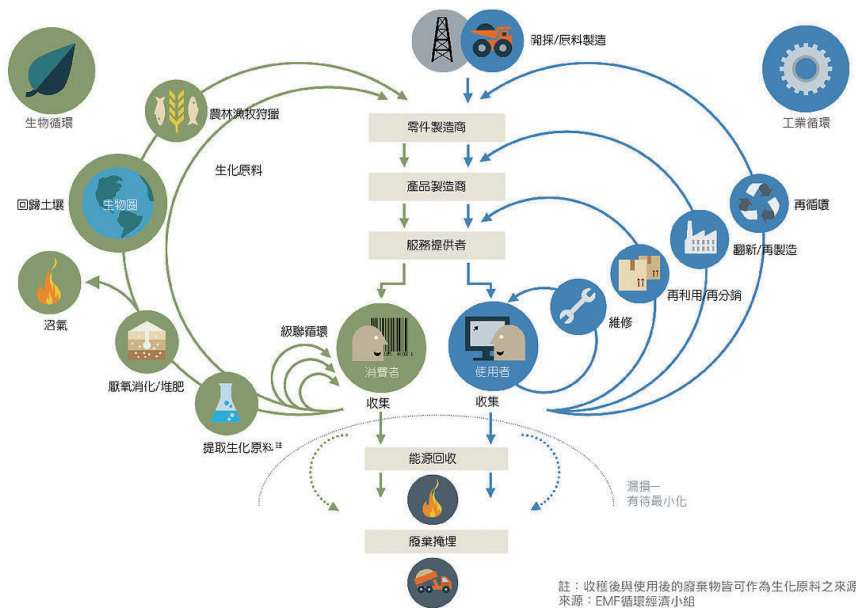 開採/原料製造
生物循環
工業循環
農林漁牧狩獵
零件製造商
生化原料
產品製造商
回歸土壤
生物圈
再循環
服務提供者
翻新/再製造
沼氣
再利用/再分銷
維修
級聯循環
消費者
使用者
厭氧消化/堆肥
收集
收集
提取生化原料註
能源回收
漏損—
有待最小化
廢棄掩埋
註：收穫後與使用後的廢棄物皆可作為生化原料之來源
來源：EMF循環經濟小組